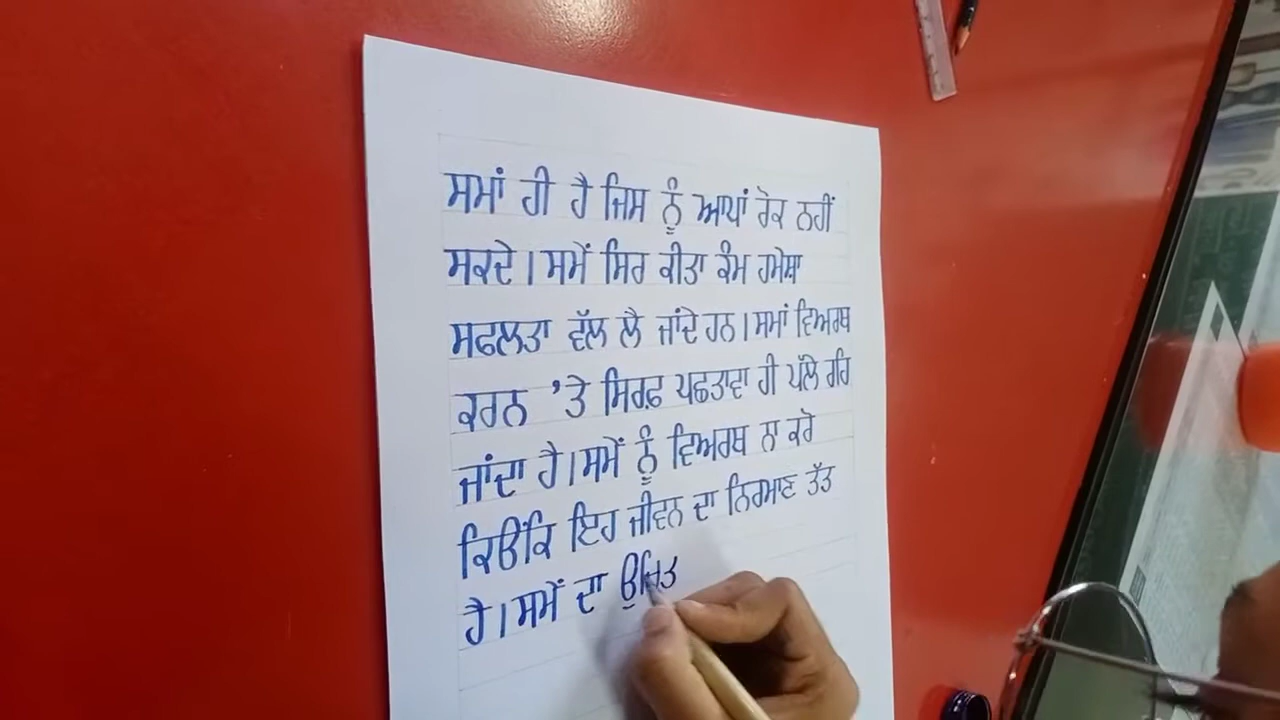 ਸਮਾਂ ਹੀ ਹੈ ਜਿਸ ਨੂੰ ਆਪਾਂ ਰੋਕ ਨਹੀਂ
ਸਕਦੇ। ਸਮੇਂ ਸਿਰ ਕੀਤਾ ਕੰਮ ਹਮੇਸ਼ਾ
ਸਫਲਤਾ ਵੱਲ ਲੈ ਜਾਂਦੇ ਹਨ। ਸਮਾਂ ਵਿਅਰਥ
ਕਰਨ ’ਤੇ ਸਿਰਫ਼ ਪਛਤਾਵਾ ਹੀ ਪੱਲੇ ਰਹਿ
ਜਾਂਦਾ ਹੈ। ਸਮੇਂ ਨੂੰ ਵਿਅਰਥ ਨਾ ਕਰੋ
ਕਿਉਂਕਿ ਇਹ ਜੀਵਨ ਦਾ ਨਿਰਮਾਣ ਤੱਤ
ਹੈ। ਸਮੇਂ ਦਾ